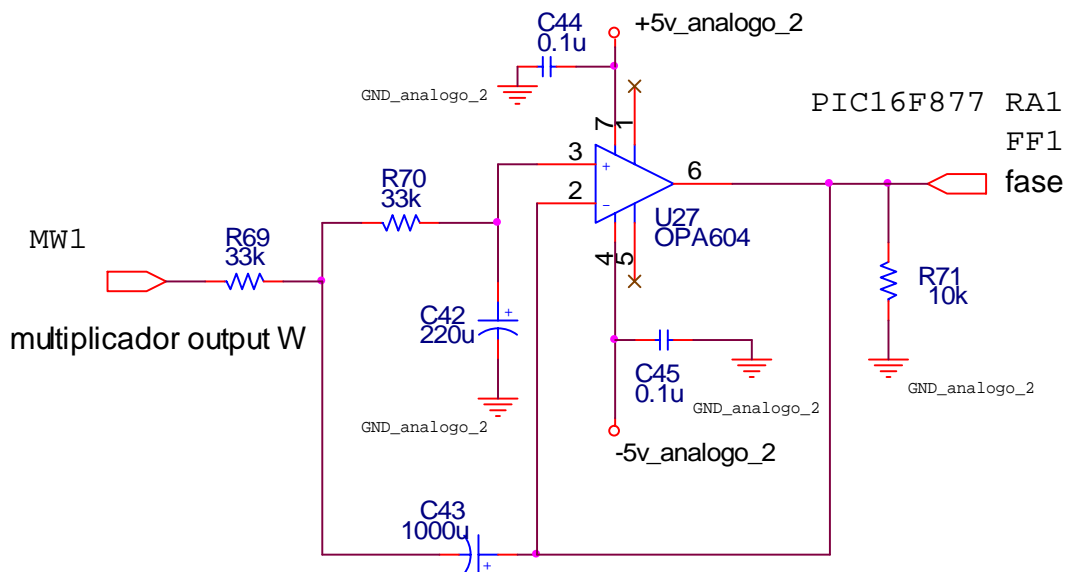 C44
0.1u
+5v_analogo_2
GND_analogo_2
PIC16F877 RA1
FF1
fase
7
1
3
+
2
-
6
R70
33k
U27
OPA604
4
5
MW1
R69
33k
multiplicador output W
C42
+
220u
R71
10k
C45
0.1u
GND_analogo_2
GND_analogo_2
GND_analogo_2
-5v_analogo_2
C43
1000u
+